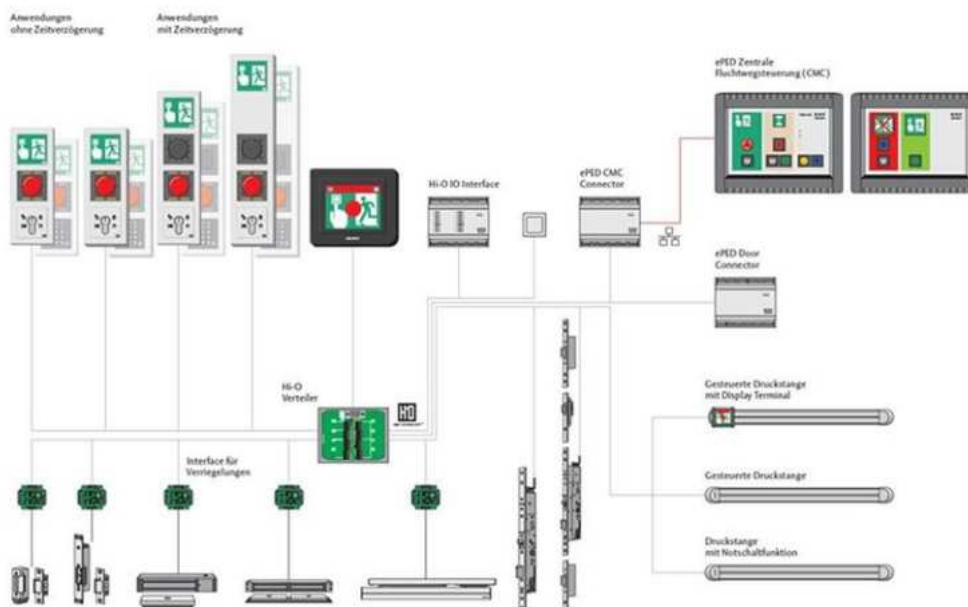 Anwendungen
ohne Zeitverzögerung
Anwendungen
mit Zeitverzögerung
ePED Zentrale
Fluchtwegsteuerung (CMC)
Hi-O IO Interface
ePED CMC
Connector
ePED Door
Connector
Hi-O
Verteiler
HiO
Gesteuerte Druckstange
mit Display Terminal
Interface für
Verriegelungen
Gesteuerte Druckstange
Druckstange
mit Notschaltfunktion